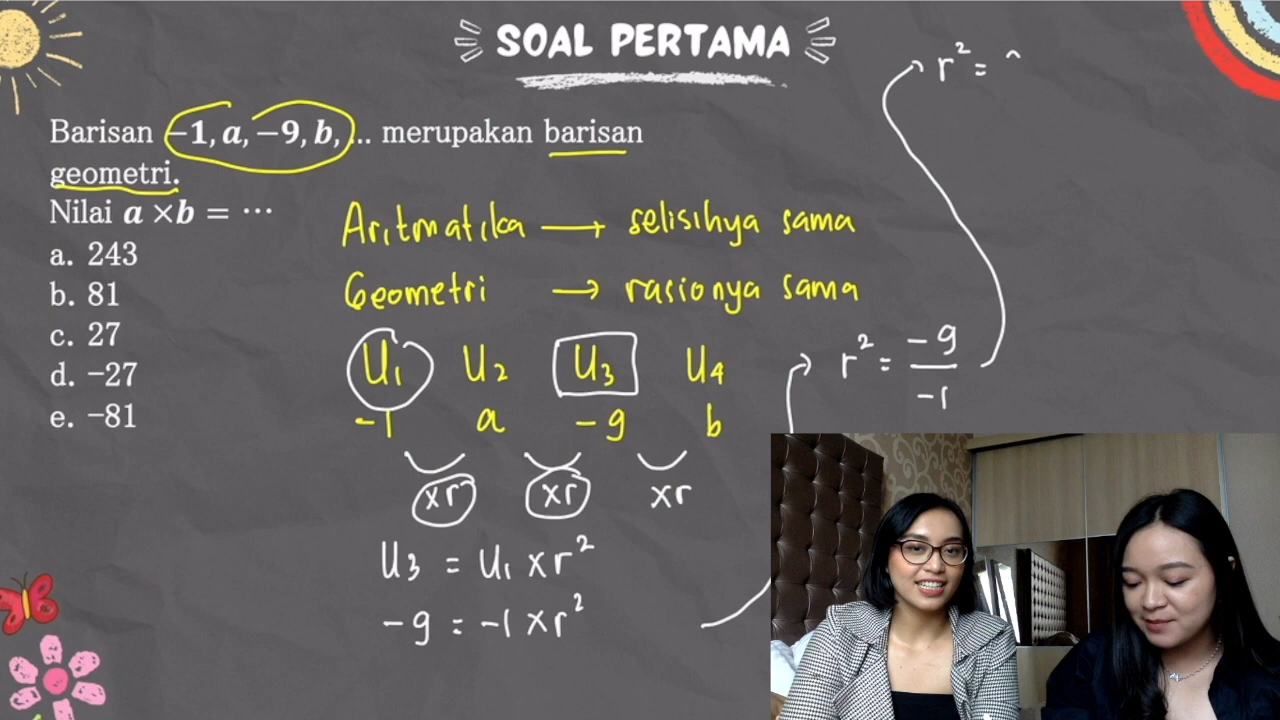 SOAL PERTAMA
Barisan −1, a, −9, b, ... merupakan barisan
geometri.
Nilai a ×b = ⋯
a. 243
b. 81
c. 27
d. −27
e. −81
Aritmatika → selisihya sama
Geometri → rasionya sama
U₁ U₂ U₃ U₄
-1 a -9 b
xr xr xr
U₃ = U₁ x r²
-9 = -1 x r²
r² = -9 / -1
r² =